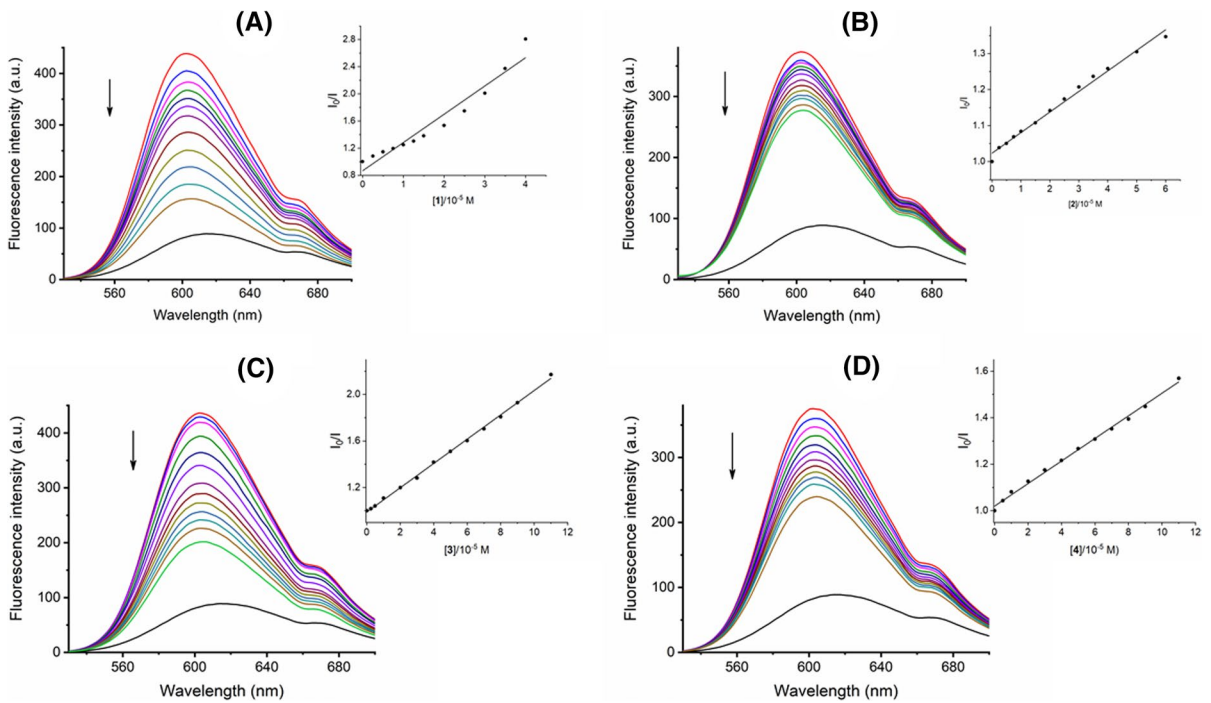 (A)
Fluorescence intensity (a.u.)
400
300
200
100
0
560 600 640 680
Wavelength (nm)
I0/I
2.8
2.4
2.0
1.6
1.2
0.8
0 1 2 3 4
[1]/10-5 M
(B)
Fluorescence intensity (a.u.)
300
200
100
0
560 600 640 680
Wavelength (nm)
I0/I
1.3
1.2
1.1
1.0
0 1 2 3 4 5 6
[2]/10-5 M
(C)
Fluorescence intensity (a.u.)
400
300
200
100
0
560 600 640 680
Wavelength (nm)
I0/I
2.0
1.6
1.2
0 2 4 6 8 10 12
[3]/10-5 M
(D)
Fluorescence intensity (a.u.)
300
200
100
0
560 600 640 680
Wavelength (nm)
I0/I
1.6
1.4
1.2
1.0
0 2 4 6 8 10 12
[4]/10-5 M)